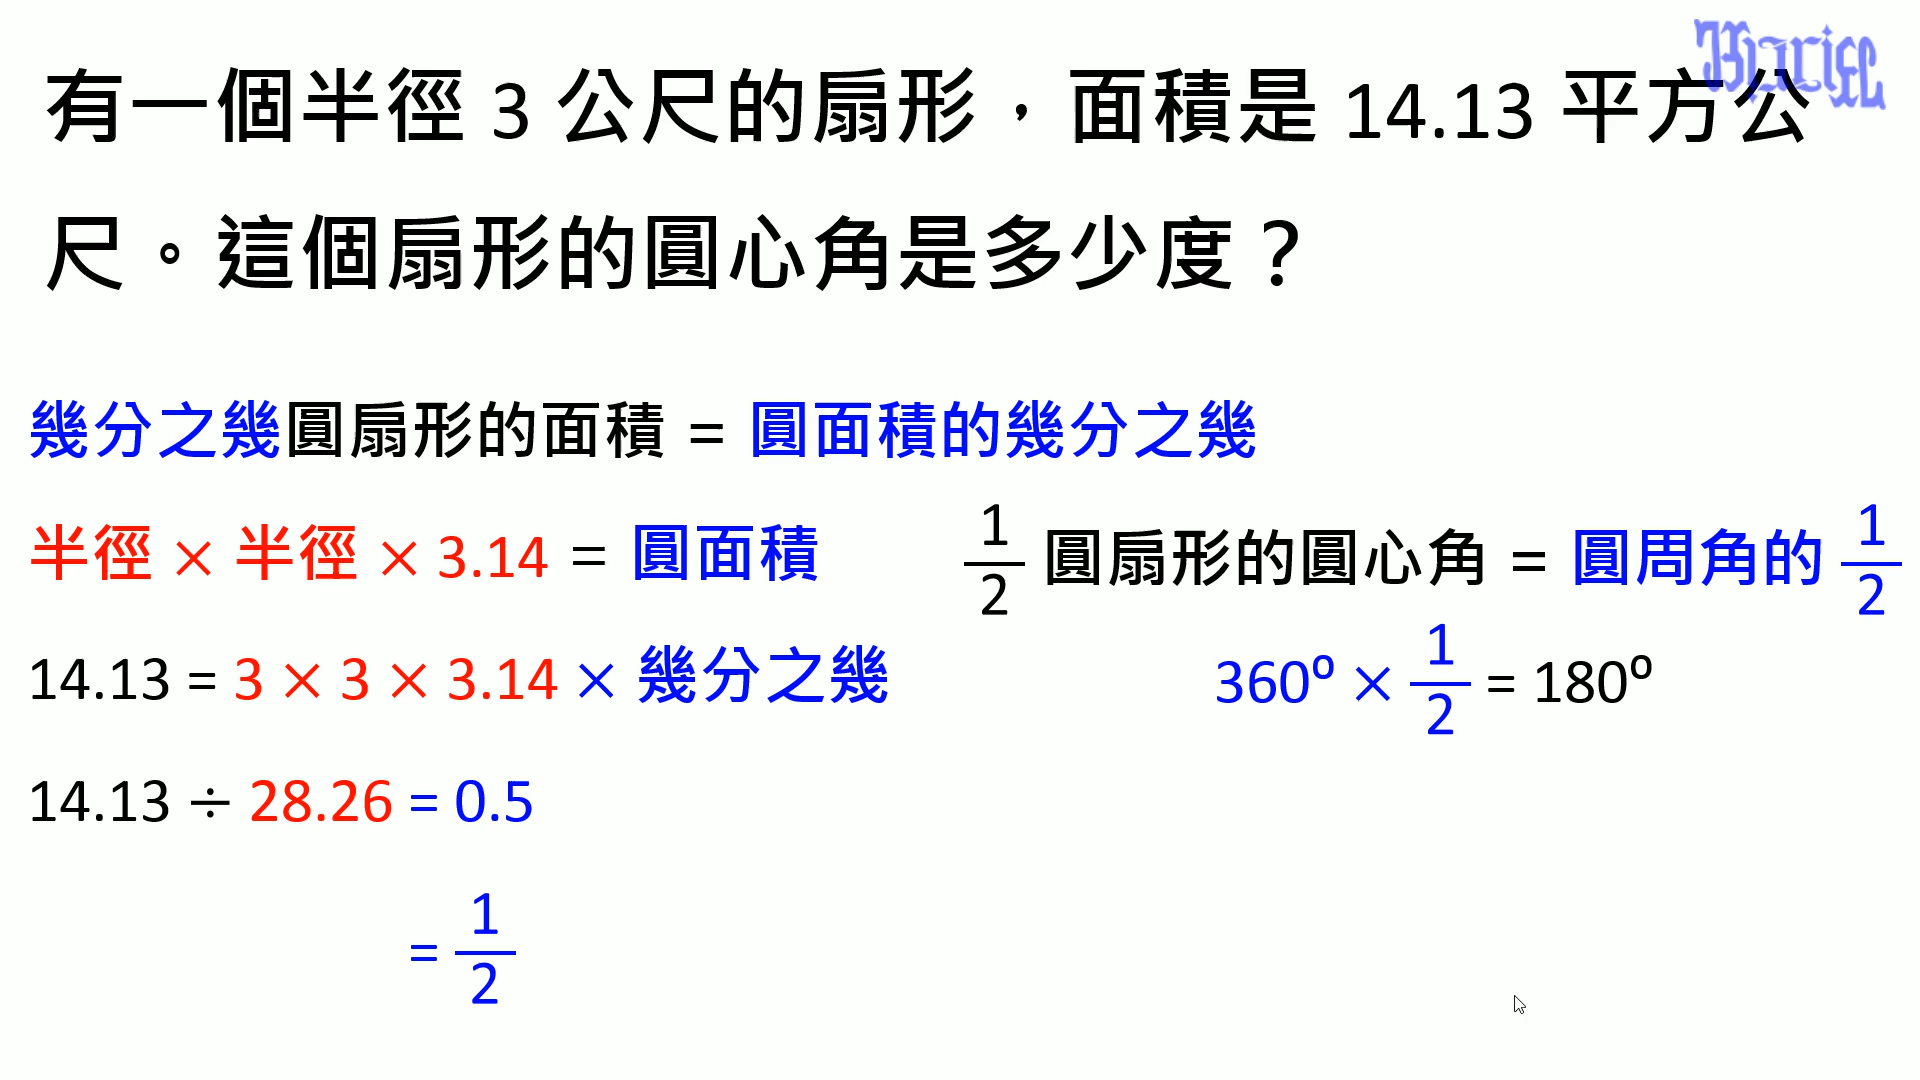 有一個半徑 3 公尺的扇形，面積是 14.13 平方公
尺。這個扇形的圓心角是多少度？
幾分之幾圓扇形的面積 = 圓面積的幾分之幾
半徑 × 半徑 × 3.14 = 圓面積
14.13 = 3 × 3 × 3.14 × 幾分之幾
14.13 ÷ 28.26 = 0.5
= 1/2
1/2 圓扇形的圓心角 = 圓周角的 1/2
360º × 1/2 = 180º